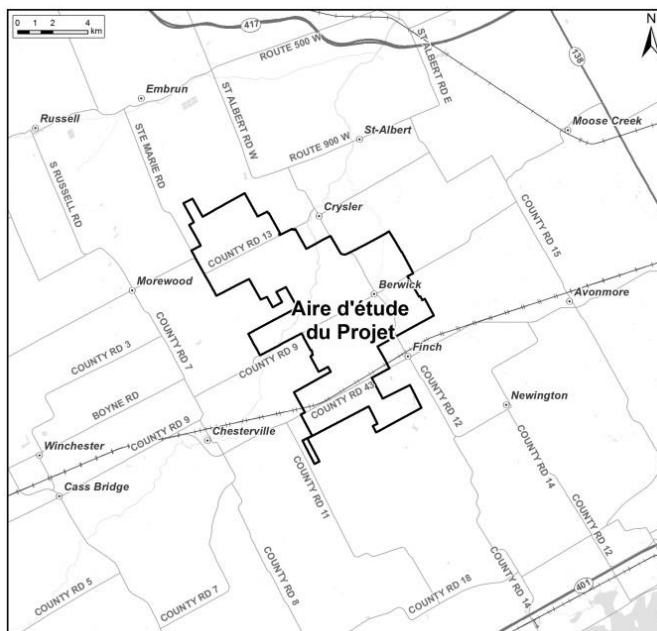 0 1 2 4
km
417
N
ROUTE 500 W
ST ALBERT RD E
138
Embrun
Russell
ST ALBERT RD W
St-Albert
Moose Creek
STE MARIE RD
ROUTE 900 W
S RUSSELL RD
Crysler
COUNTY RD 13
COUNTY RD 15
Morewood
Berwick
Avonmore
Aire d'étude
du Projet
COUNTY RD 3
COUNTY RD 7
COUNTY RD 9
Finch
BOYNE RD
COUNTY RD 43
COUNTY RD 12
Newington
COUNTY RD 9
Chesterville
Winchester
Cass Bridge
COUNTY RD 11
COUNTY RD 14
COUNTY RD 12
COUNTY RD 5
COUNTY RD 7
COUNTY RD 8
COUNTY RD 18
COUNTY RD 14
401